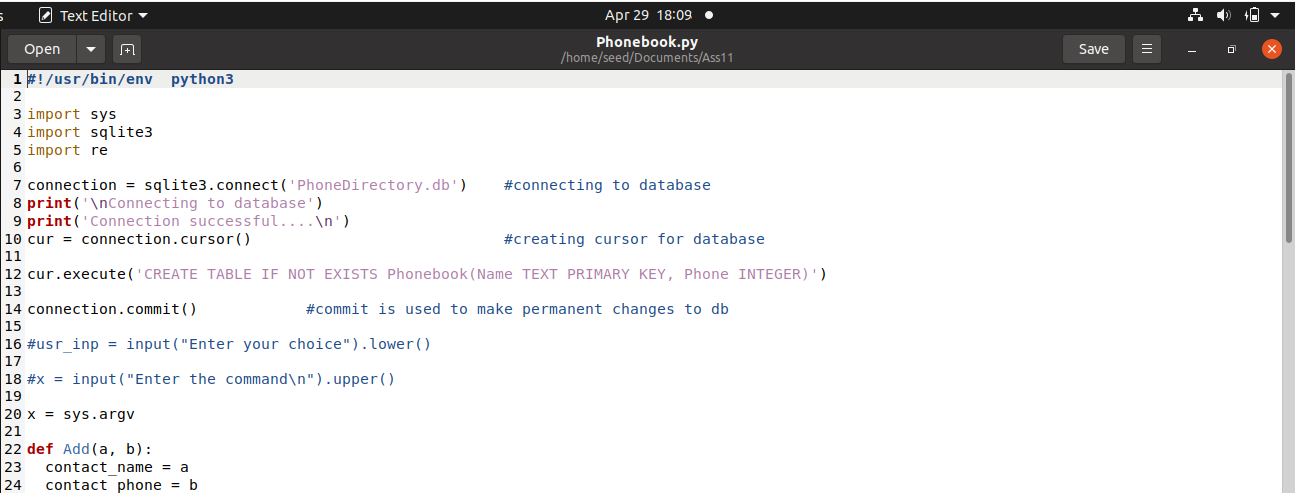 s Text Editor Apr 29 18:09
Open Phonebook.py Save
/home/seed/Documents/Ass11
1 #!/usr/bin/env  python3
2
3 import sys
4 import sqlite3
5 import re
6
7 connection = sqlite3.connect('PhoneDirectory.db')    #connecting to database
8 print('\nConnecting to database')
9 print('Connection successful....\n')
10 cur = connection.cursor()                            #creating cursor for database
11
12 cur.execute('CREATE TABLE IF NOT EXISTS Phonebook(Name TEXT PRIMARY KEY, Phone INTEGER)')
13
14 connection.commit()            #commit is used to make permanent changes to db
15
16 #usr_inp = input("Enter your choice").lower()
17
18 #x = input("Enter the command\n").upper()
19
20 x = sys.argv
21
22 def Add(a, b):
23   contact_name = a
24   contact_phone = b